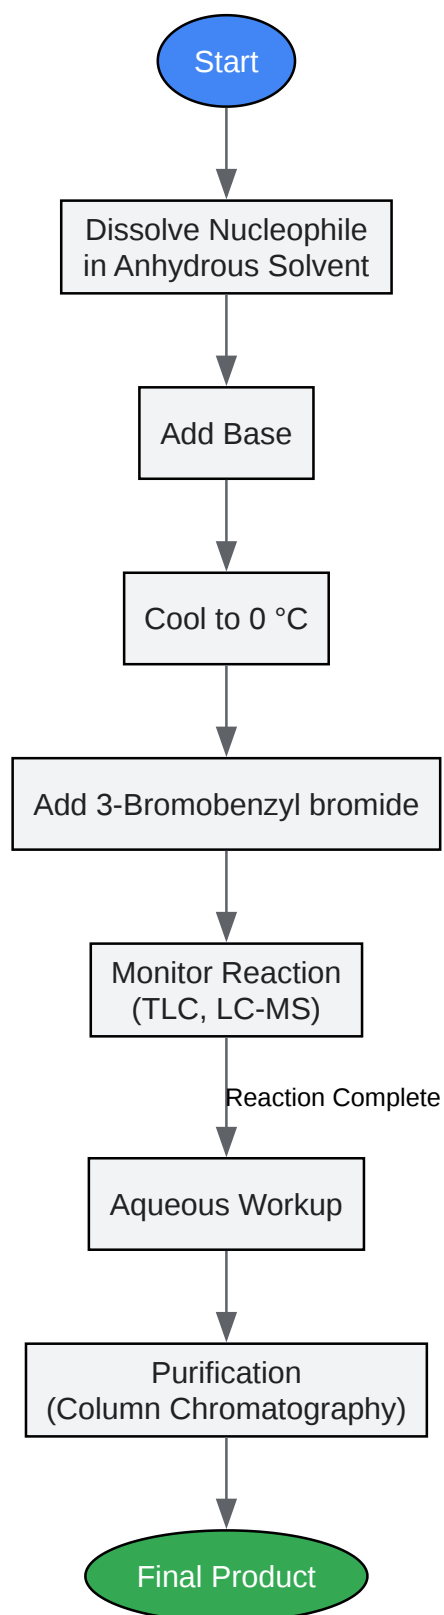 Start
Dissolve Nucleophile
in Anhydrous Solvent
Add Base
Cool to 0 °C
Add 3-Bromobenzyl bromide
Monitor Reaction
(TLC, LC-MS)
Reaction Complete
Aqueous Workup
Purification
(Column Chromatography)
Final Product